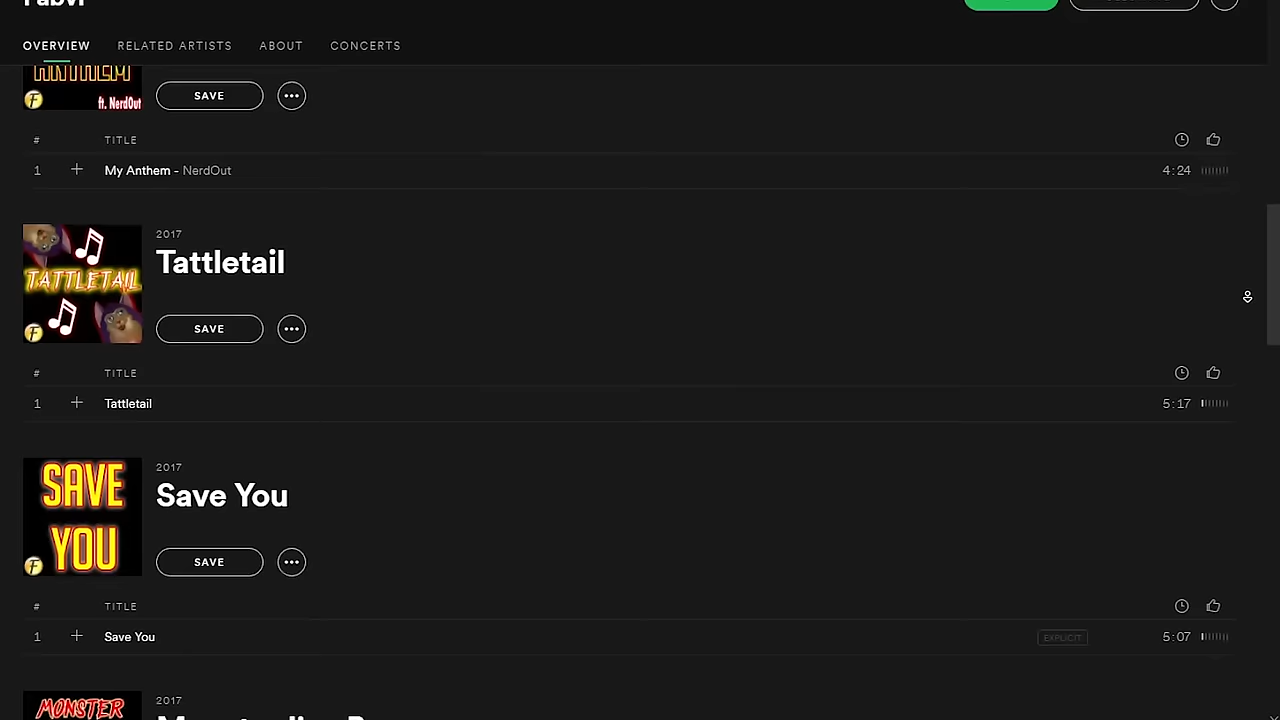 OVERVIEW RELATED ARTISTS ABOUT CONCERTS
ANTHEM
F ft. NerdOut
SAVE
# TITLE
1 My Anthem - NerdOut 4:24
TATTLETAIL
F
2017
Tattletail
SAVE
# TITLE
1 Tattletail 5:17
SAVE
YOU
F
2017
Save You
SAVE
# TITLE
1 Save You EXPLICIT 5:07
MONSTER
2017